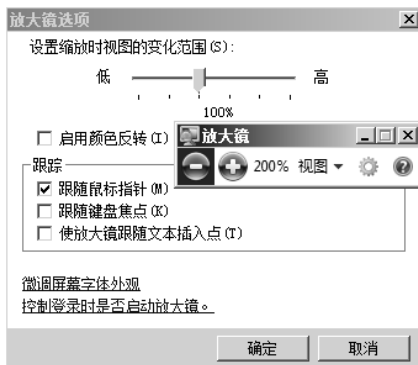 放大镜选项
设置缩放时视图的变化范围(S):
低 高
100%
启用颜色反转(I)
放大镜
200% 视图
跟踪
跟随鼠标指针(M)
跟随键盘焦点(K)
使放大镜跟随文本插入点(T)
微调屏幕字体外观
控制登录时是否启动放大镜。
确定 取消